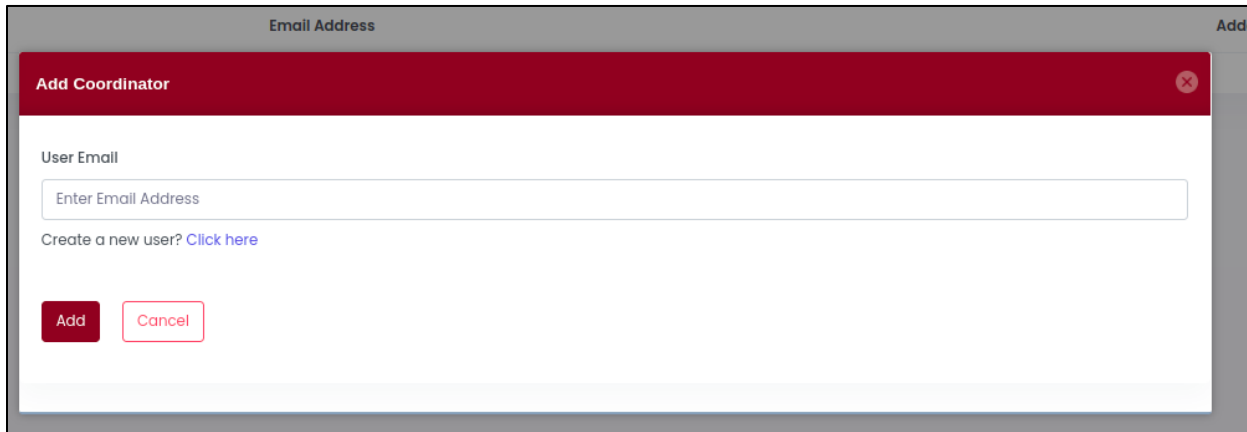 Email Address Add
Add Coordinator
User Email
Enter Email Address
Create a new user? Click here
Add Cancel